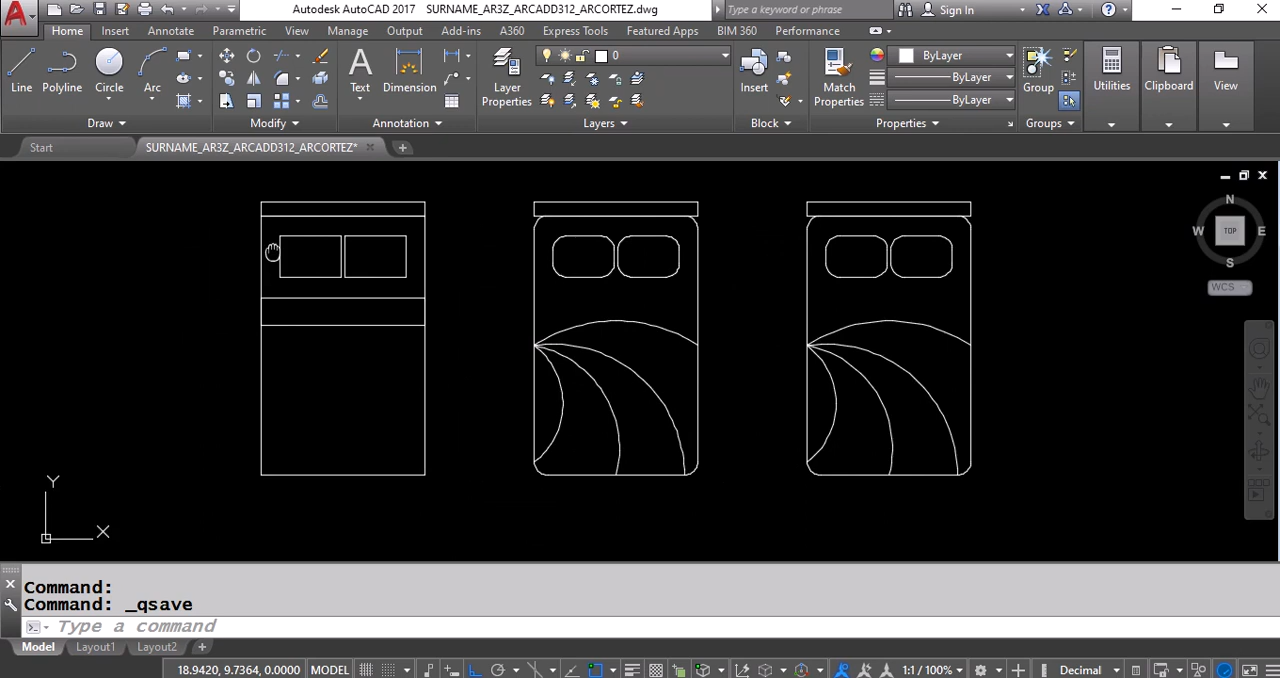 Autodesk AutoCAD 2017 SURNAME_AR3Z_ARCADD312_ARCORTEZ.dwg
Type a keyword or phrase
Sign In
Home Insert Annotate Parametric View Manage Output Add-ins A360 Express Tools Featured Apps BIM 360 Performance
Line Polyline Circle Arc
Text Dimension
Layer Properties
0
Insert
Match Properties
ByLayer
ByLayer
ByLayer
Group
Utilities Clipboard View
Draw Modify Annotation Layers Block Properties Groups
Start SURNAME_AR3Z_ARCADD312_ARCORTEZ*
N
W TOP E
S
WCS
Y
X
Command:
Command: _qsave
Type a command
Model Layout1 Layout2
18.9420, 9.7364, 0.0000 MODEL 1:1 / 100% Decimal